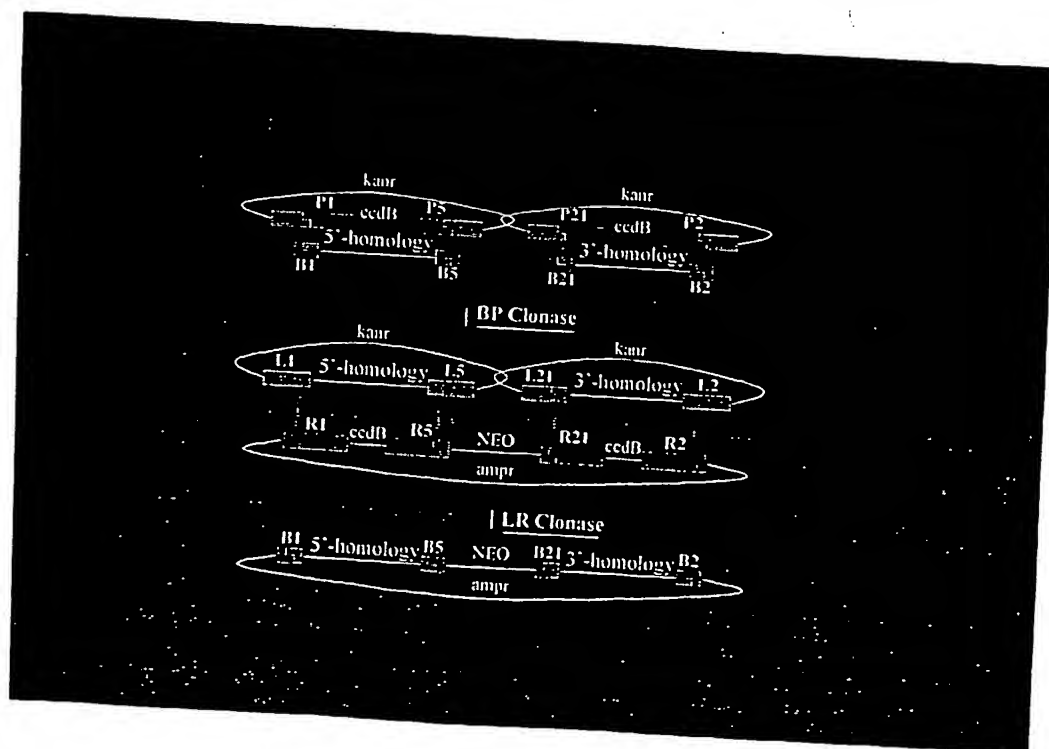 kanr kanr
P1 ccdB P5 P21 ccdB P2
5'-homology 3'-homology
B1 B5 B21 B2
BP Clonase
kanr kanr
L1 5'-homology L5 L21 3'-homology L2
R1 ccdB R5 NEO R21 ccdB R2
ampr
LR Clonase
B1 5'-homology B5 NEO B21 3'-homology B2
ampr